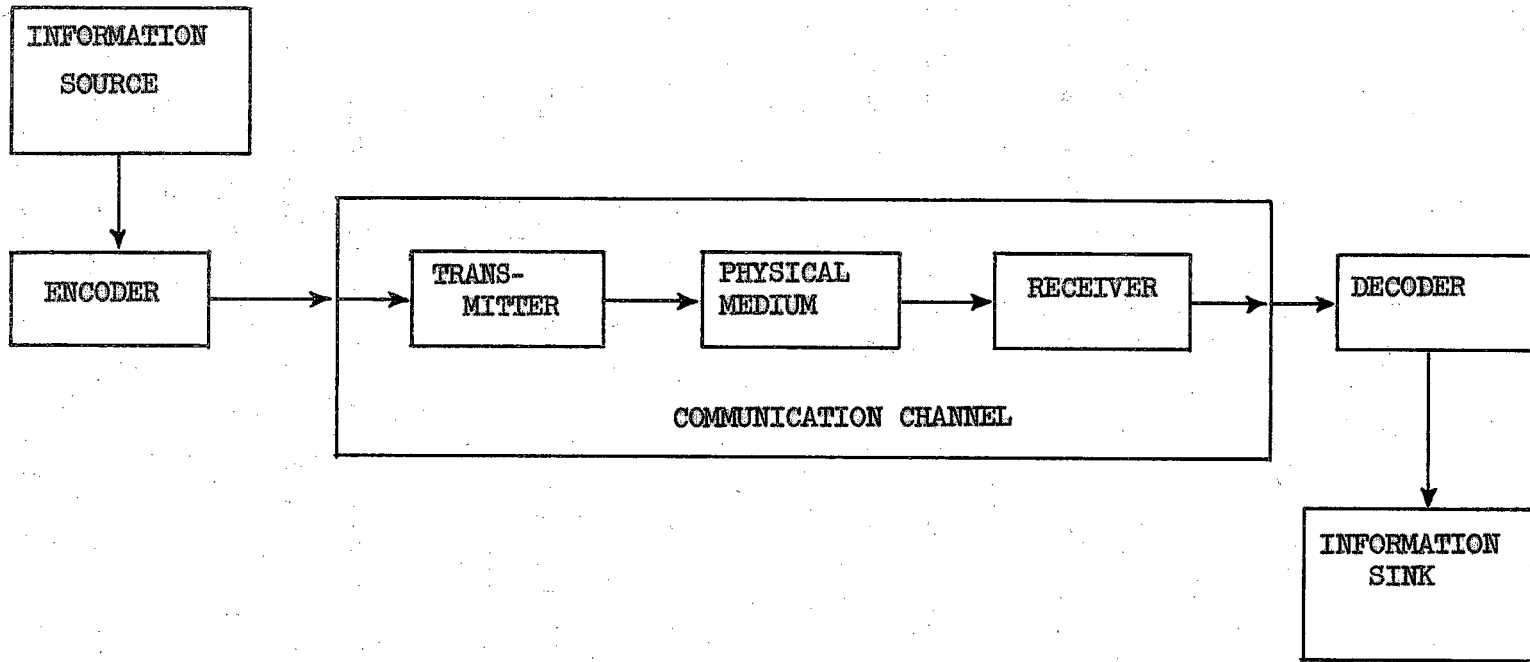 INFORMATION
SOURCE
ENCODER
TRANS-
MITTER
PHYSICAL
MEDIUM
RECEIVER
DECODER
COMMUNICATION CHANNEL
INFORMATION
SINK